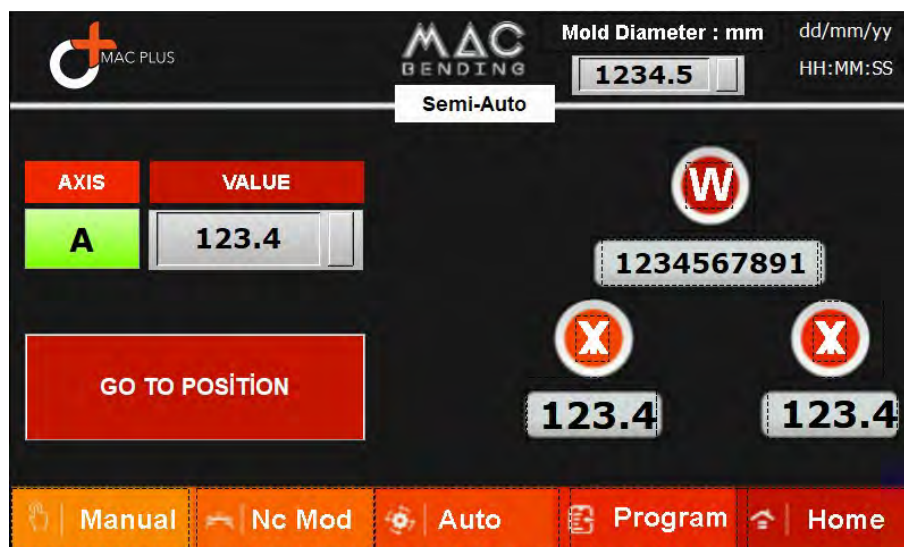 MAC PLUS
MAC
BENDING
Mold Diameter : mm
1234.5
dd/mm/yy
HH:MM:SS
Semi-Auto
AXIS
VALUE
A
123.4
W
1234567891
GO TO POSİTİON
X
X
123.4
123.4
Manual
Nc Mod
Auto
Program
Home